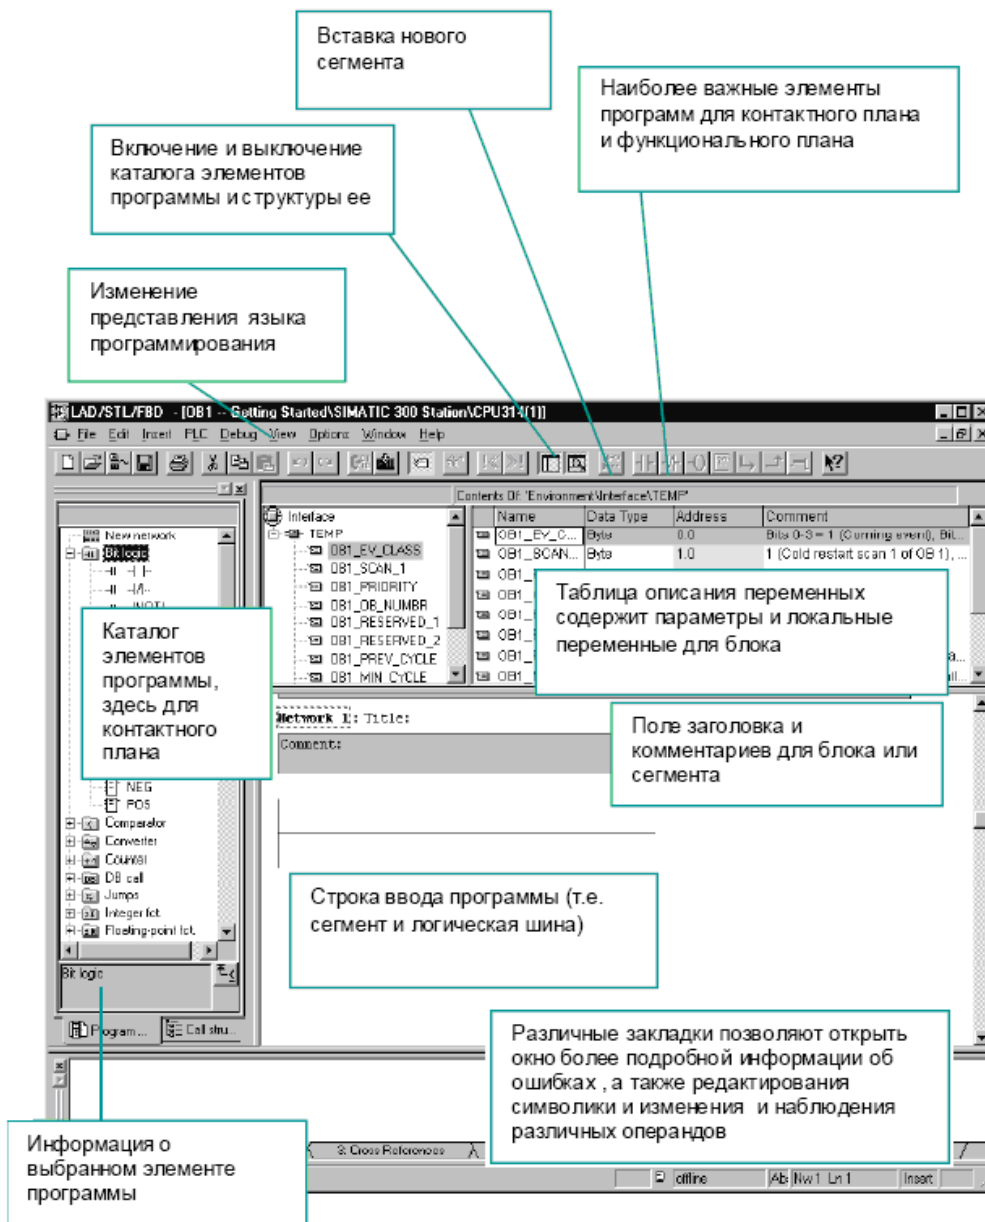 Вставка нового
сегмента
Наиболее важные элементы
программ для контактного плана
и функционального плана
Включение и выключение
каталога элементов
программы и структуры ее
Изменение
представления языка
программирования
LAD/STL/FBD - [OB1 -- Getting Started\SIMATIC 300 Station\CPU314(1)]
File Edit Insert PLC Debug View Options Window Help
Contents Of: 'Environment\Interface\TEMP'
Interface
TEMP
OB1_EV_CLASS
OB1_SCAN_1
OB1_PRIORITY
OB1_OB_NUMBR
OB1_RESERVED_1
OB1_RESERVED_2
OB1_PREV_CYCLE
OB1_MIN_CYCLE
Name Data Type Address Comment
OB1_EV_C... Byte 0.0 Bits 0-3 = 1 (Coming event), Bit...
OB1_SCAN... Byte 1.0 1 (Cold restart scan 1 of OB 1), ...
New network
Bit logic
Таблица описания переменных
содержит параметры и локальные
переменные для блока
Каталог
элементов
программы,
здесь для
контактного
плана
Network 1: Title:
Comment:
Поле заголовка и
комментариев для блока или
сегмента
NEG
POS
Comparator
Converter
Counter
DB call
Jumps
Integer fct.
Floating-point fct.
Строка ввода программы (т.е.
сегмент и логическая шина)
Bit logic
Program... Call stru...
Различные закладки позволяют открыть
окно более подробной информации об
ошибках , а также редактирования
символики и изменения и наблюдения
различных операндов
Информация о
выбранном элементе
программы
3: Cross References
offline Abs Nw 1 Ln 1 Insert